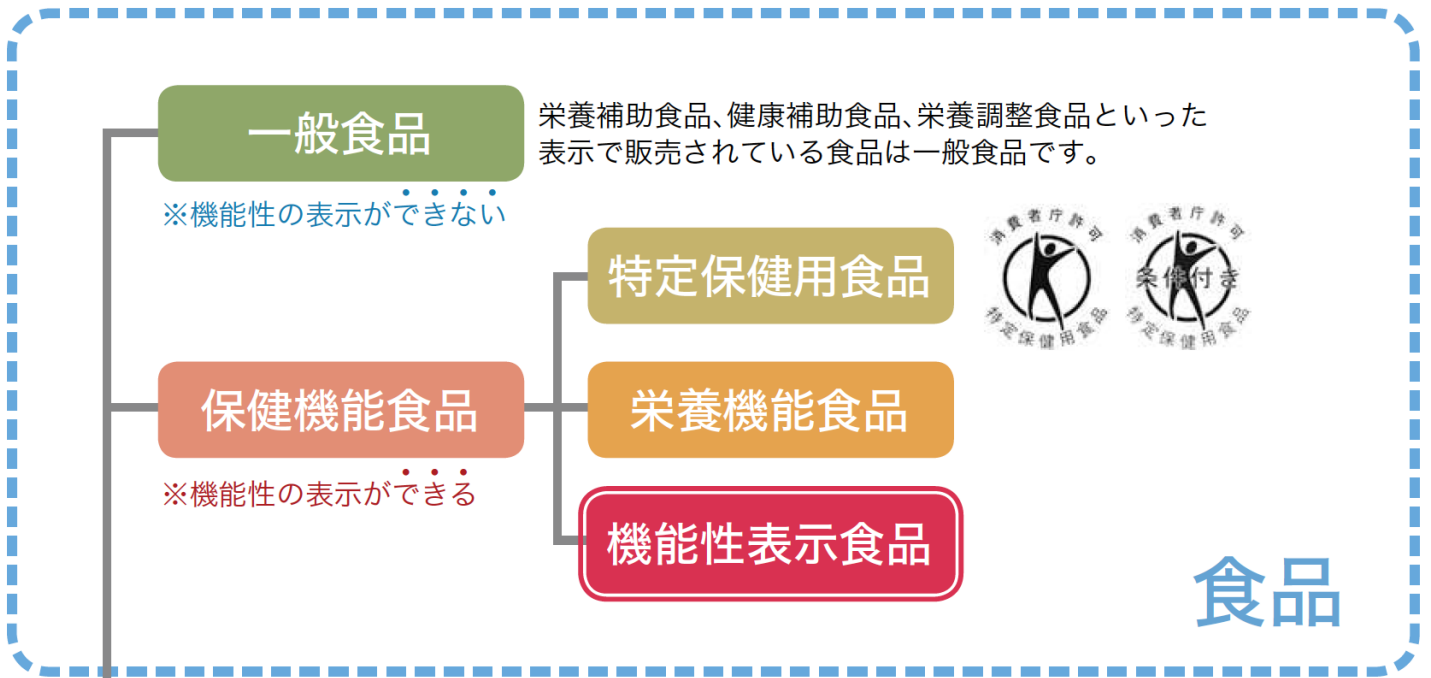 一般食品
栄養補助食品、健康補助食品、栄養調整食品といった
表示で販売されている食品は一般食品です。
※機能性の表示ができない
特定保健用食品
消費者庁許可
特定保健用食品
消費者庁許可
条件付き
特定保健用食品
保健機能食品
※機能性の表示ができる
栄養機能食品
機能性表示食品
食品